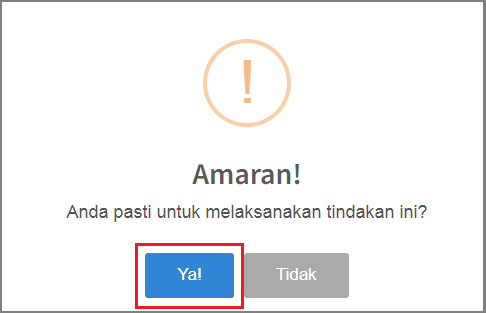 !
Amaran!
Anda pasti untuk melaksanakan tindakan ini?
Ya! Tidak